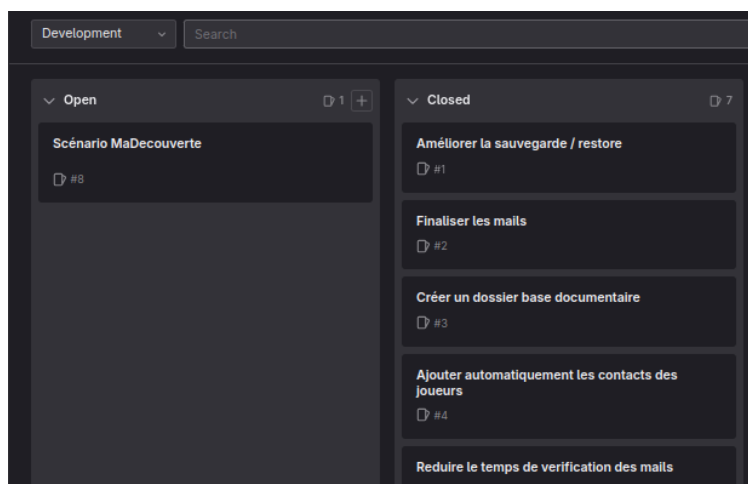 Development
Search
Open
1
Scénario MaDecouverte
#8
Closed
7
Améliorer la sauvegarde / restore
#1
Finaliser les mails
#2
Créer un dossier base documentaire
#3
Ajouter automatiquement les contacts des
joueurs
#4
Reduire le temps de verification des mails